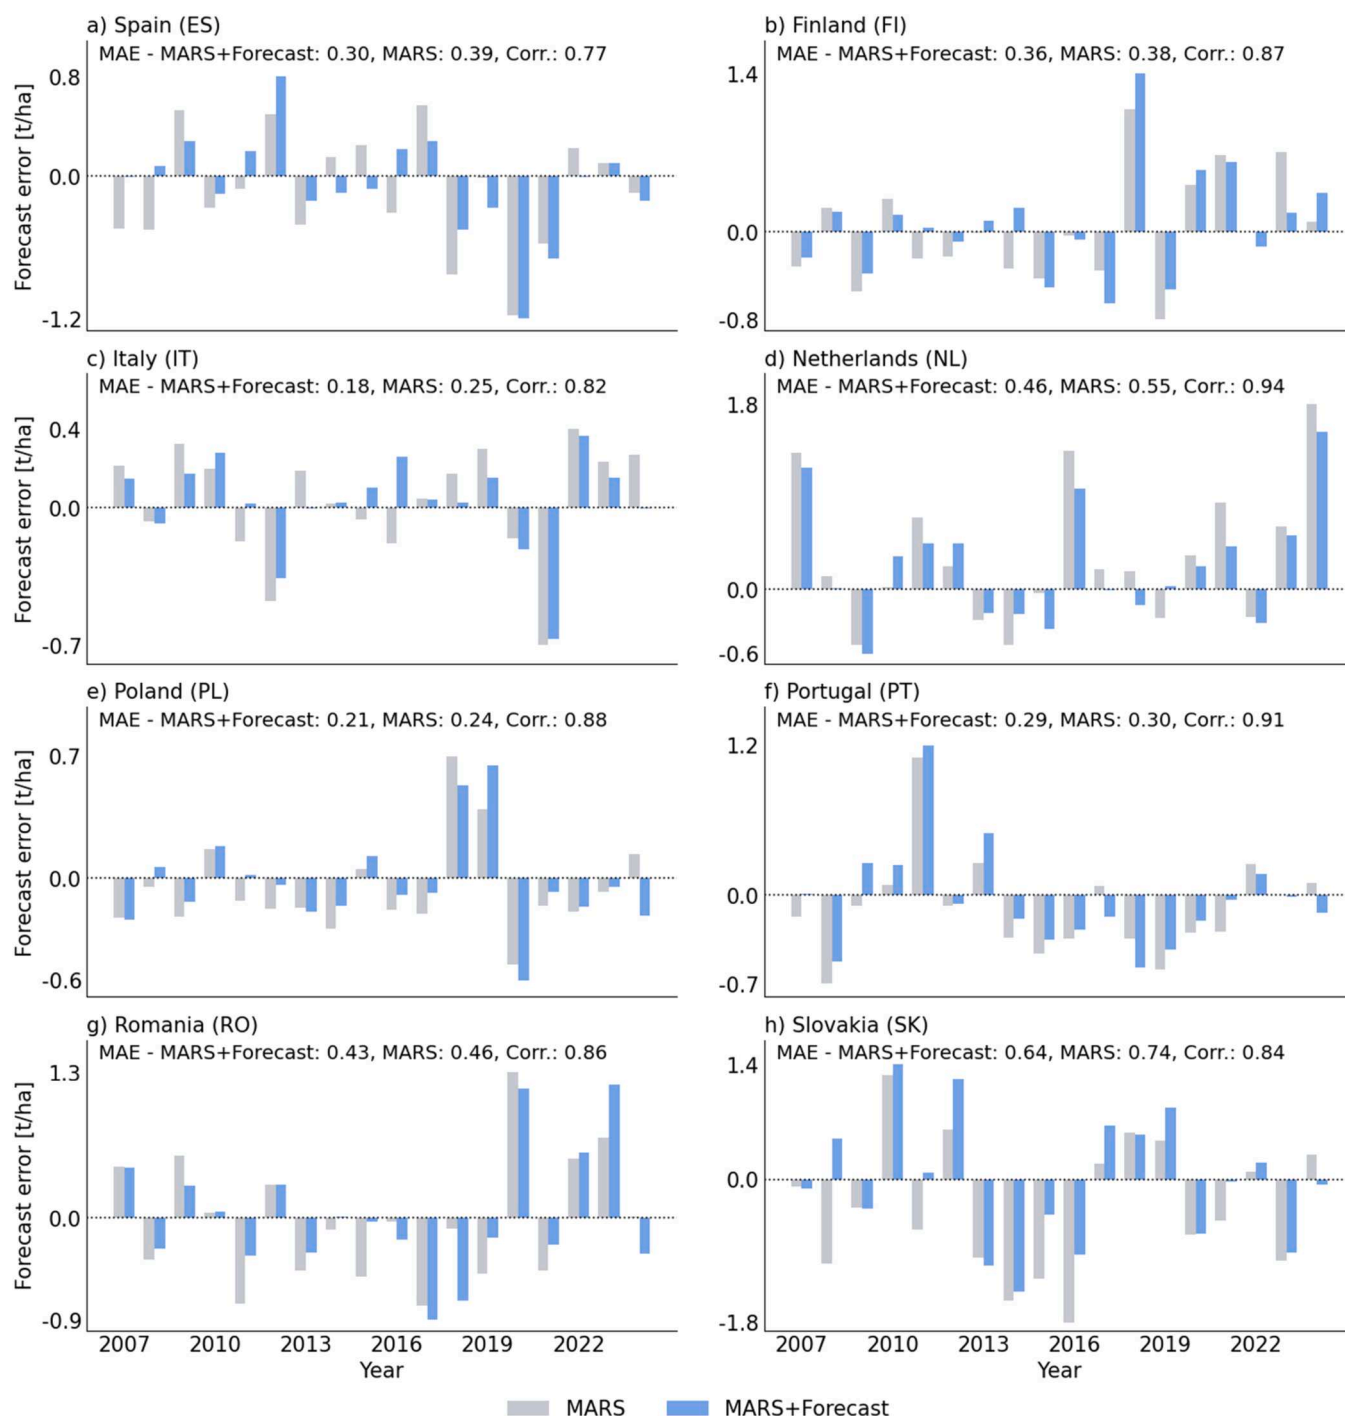 a) Spain (ES)
MAE - MARS+Forecast: 0.30, MARS: 0.39, Corr.: 0.77
Forecast error [t/ha]
0.8
0.0
-1.2
b) Finland (FI)
MAE - MARS+Forecast: 0.36, MARS: 0.38, Corr.: 0.87
1.4
0.0
-0.8
c) Italy (IT)
MAE - MARS+Forecast: 0.18, MARS: 0.25, Corr.: 0.82
Forecast error [t/ha]
0.4
0.0
-0.7
d) Netherlands (NL)
MAE - MARS+Forecast: 0.46, MARS: 0.55, Corr.: 0.94
1.8
0.0
-0.6
e) Poland (PL)
MAE - MARS+Forecast: 0.21, MARS: 0.24, Corr.: 0.88
Forecast error [t/ha]
0.7
0.0
-0.6
f) Portugal (PT)
MAE - MARS+Forecast: 0.29, MARS: 0.30, Corr.: 0.91
1.2
0.0
-0.7
g) Romania (RO)
MAE - MARS+Forecast: 0.43, MARS: 0.46, Corr.: 0.86
Forecast error [t/ha]
1.3
0.0
-0.9
2007 2010 2013 2016 2019 2022
Year
h) Slovakia (SK)
MAE - MARS+Forecast: 0.64, MARS: 0.74, Corr.: 0.84
1.4
0.0
-1.8
2007 2010 2013 2016 2019 2022
Year
MARS MARS+Forecast